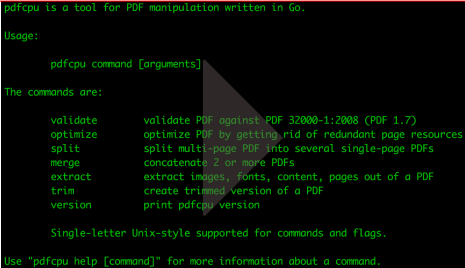 pdfcpu is a tool for PDF manipulation written in Go.
Usage:
pdfcpu command [arguments]
The commands are:
validate validate PDF against PDF 32000-1:2008 (PDF 1.7)
optimize optimize PDF by getting rid of redundant page resources
split split multi-page PDF into several single-page PDFs
merge concatenate 2 or more PDFs
extract extract images, fonts, content, pages out of a PDF
trim create trimmed version of a PDF
version print pdfcpu version
Single-letter Unix-style supported for commands and flags.
Use "pdfcpu help [command]" for more information about a command.